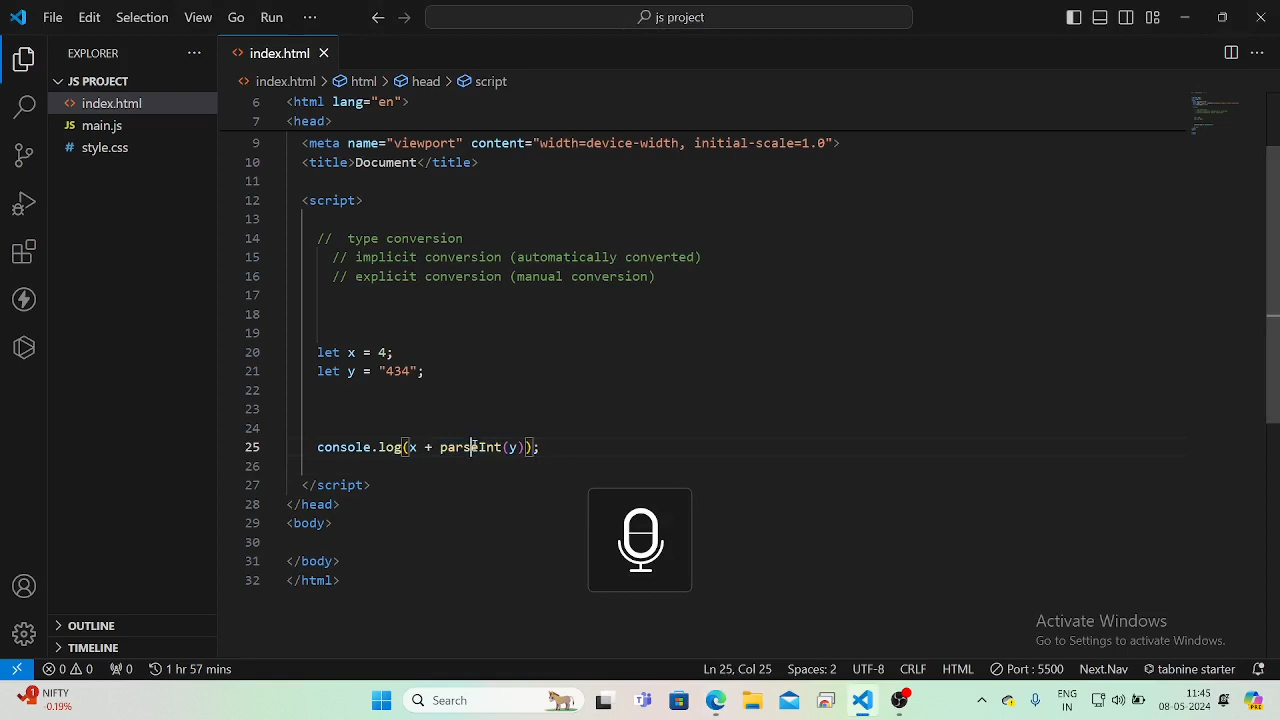 File Edit Selection View Go Run ··· js project
EXPLORER ···
JS PROJECT
index.html
main.js
style.css
OUTLINE
TIMELINE
index.html
index.html > html > head > script
6 <html lang="en">
7 <head>
9 <meta name="viewport" content="width=device-width, initial-scale=1.0">
10 <title>Document</title>
11
12 <script>
13
14 //  type conversion
15 // implicit conversion (automatically converted)
16 // explicit conversion (manual conversion)
17
18
19
20 let x = 4;
21 let y = "434";
22
23
24
25 console.log(x + parseInt(y));
26
27 </script>
28 </head>
29 <body>
30
31 </body>
32 </html>
Activate Windows
Go to Settings to activate Windows.
0 0 0 1 hr 57 mins Ln 25, Col 25 Spaces: 2 UTF-8 CRLF HTML Port : 5500 Next.Nav tabnine starter
1 NIFTY
-0.19%
Search
ENG
IN
11:45
08-05-2024